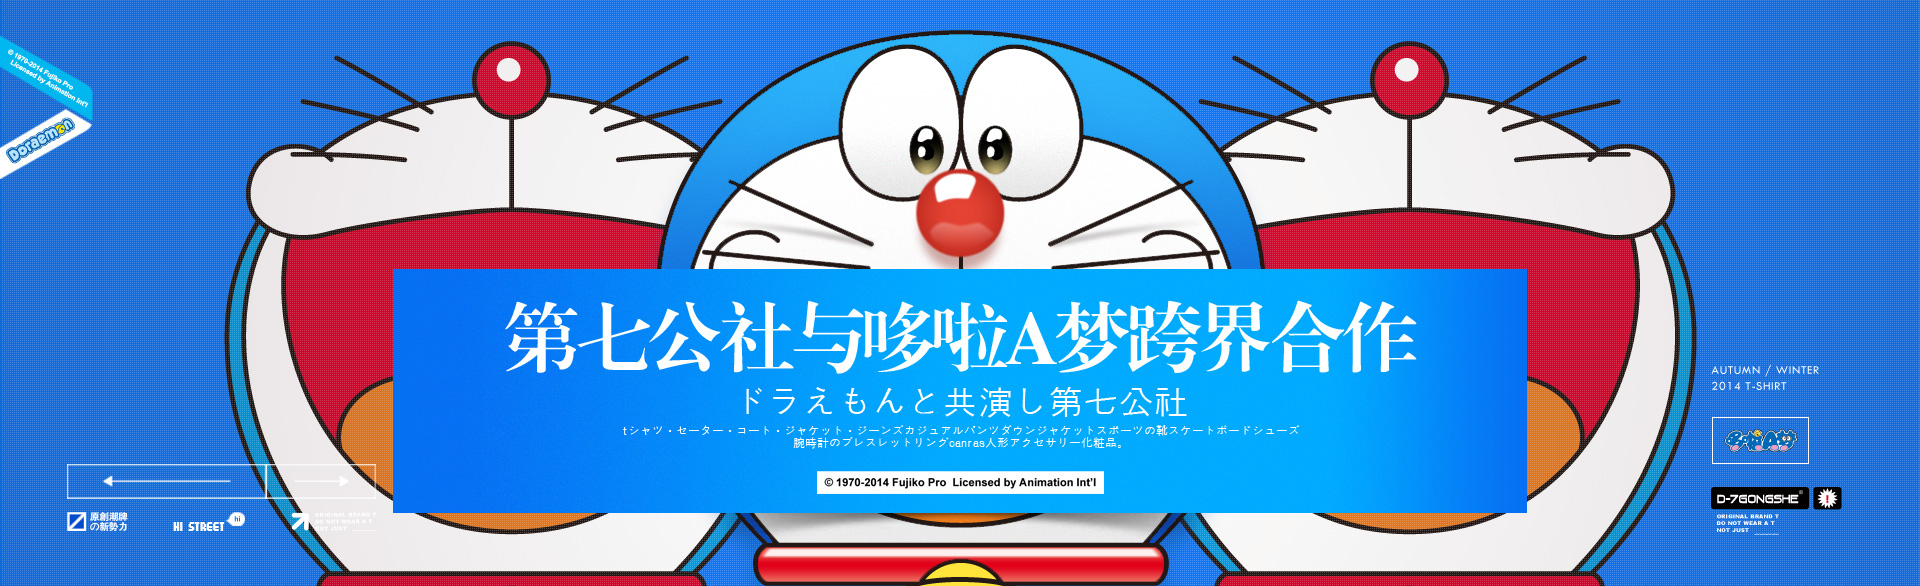 © 1970-2014 Fujiko Pro
Licensed by Animation Int'l
Doraemon
第七公社与哆啦A梦跨界合作
ドラえもんと共演し第七公社
tシャツ・セーター・コート・ジャケット・ジーンズカジュアルパンツダウンジャケットスポーツの靴スケートボードシューズ
腕時計のブレスレットリングcanras人形アクセサリー化粧品。
© 1970-2014 Fujiko Pro Licensed by Animation Int'l
原創潮牌
の新勢力
HI STREET
hi
ORIGINAL BRAND T
DO NOT WEAR & T
NOT JUST
AUTUMN / WINTER
2014 T-SHIRT
哆啦A梦
D-7GONGSHE®
ORIGINAL BRAND T
DO NOT WEAR & T
NOT JUST